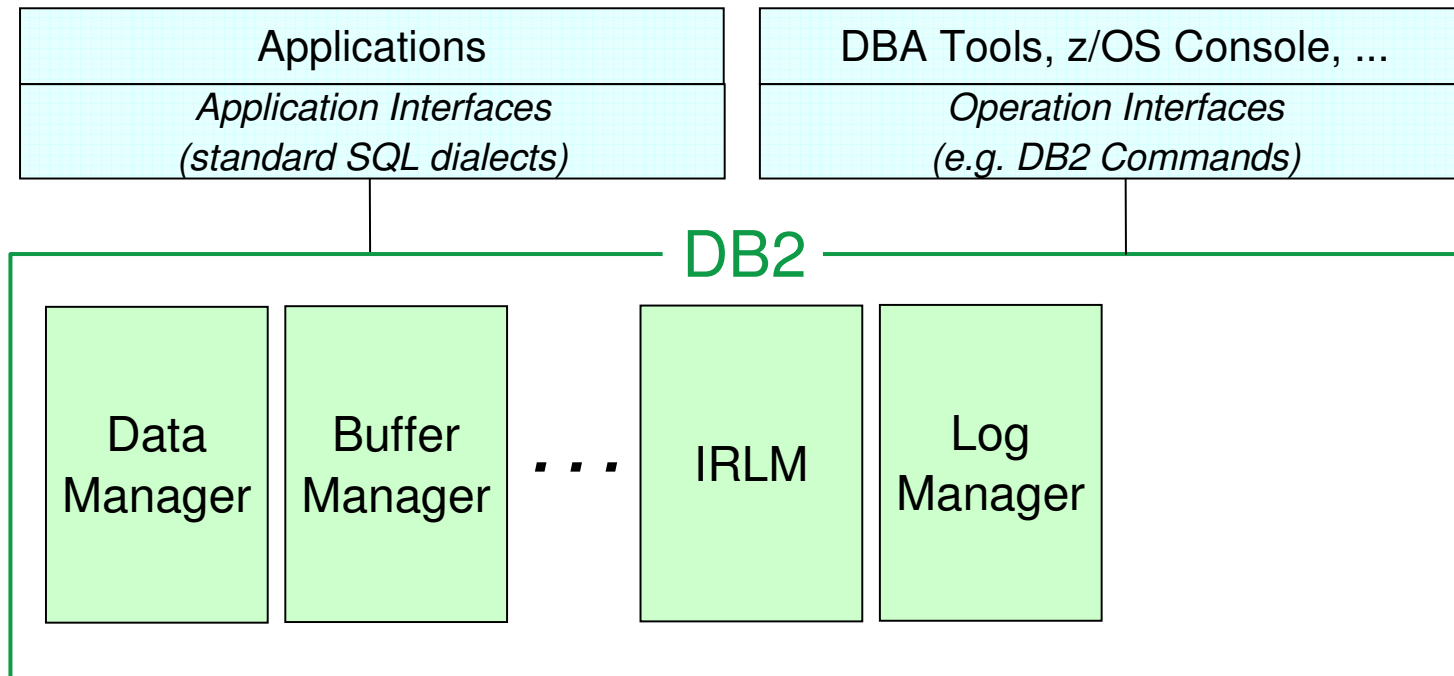 Applications
Application Interfaces
(standard SQL dialects)
DBA Tools, z/OS Console, ...
Operation Interfaces
(e.g. DB2 Commands)
DB2
Data
Manager
Buffer
Manager
. . .
IRLM
Log
Manager